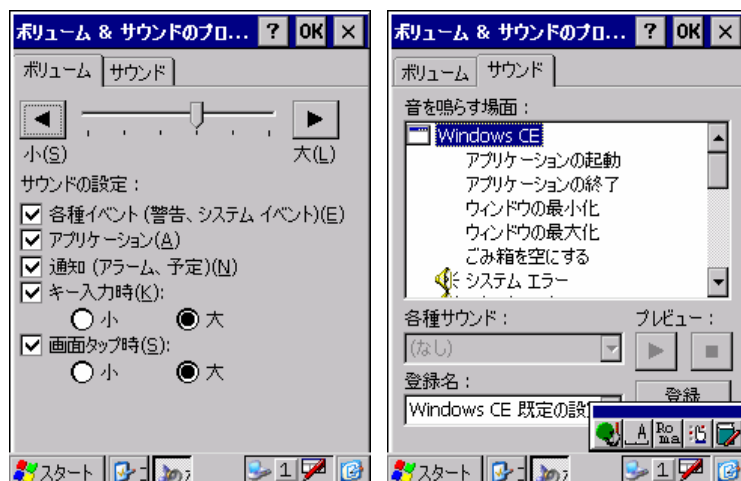 ボリューム & サウンドのプロ... ? OK ×
ボリューム サウンド
小(S) 大(L)
サウンドの設定：
各種イベント (警告、システム イベント)(E)
アプリケーション(A)
通知 (アラーム、予定)(N)
キー入力時(K):
小 大
画面タップ時(S):
小 大
スタート 1
ボリューム & サウンドのプロ... ? OK ×
ボリューム サウンド
音を鳴らす場面：
Windows CE
アプリケーションの起動
アプリケーションの終了
ウィンドウの最小化
ウィンドウの最大化
ごみ箱を空にする
システム エラー
各種サウンド： プレビュー：
(なし)
登録名： 登録
Windows CE 既定の設
A Ro ma
スタート 1